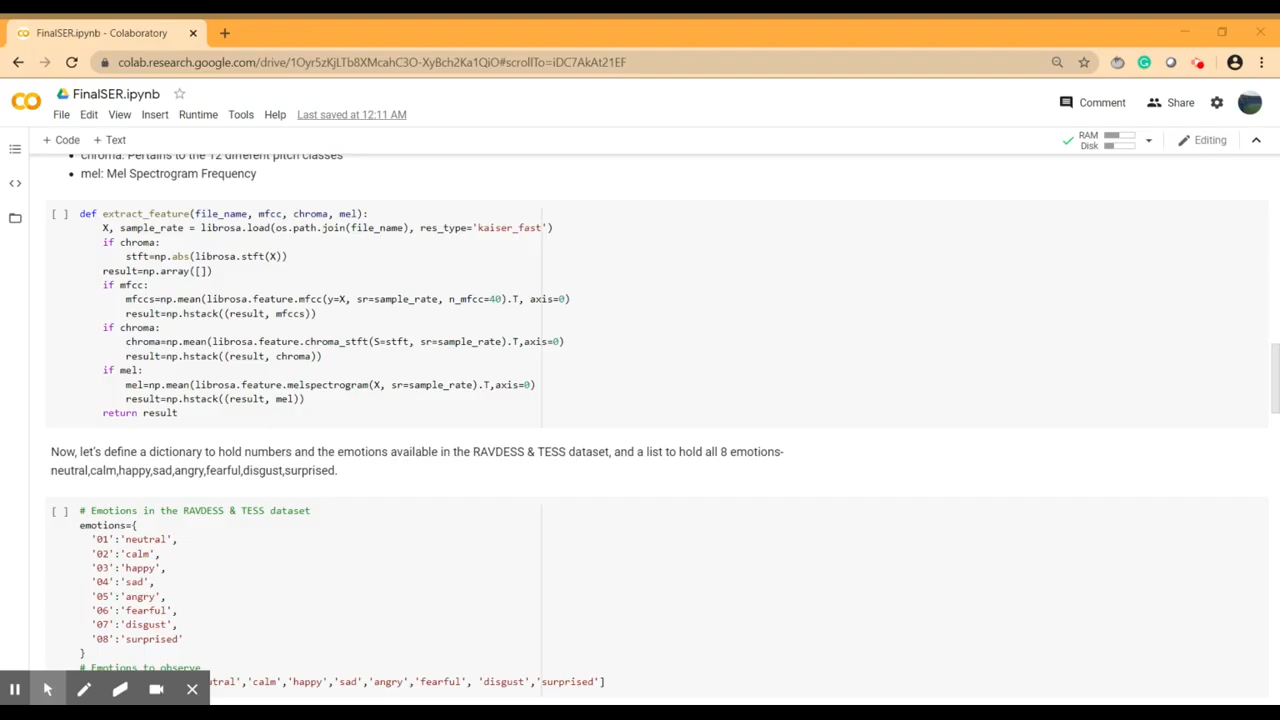 FinalSER.ipynb - Colaboratory
colab.research.google.com/drive/1Oyr5zKjLTb8XMcahC3O-XyBch2Ka1QiO#scrollTo=iDC7AkAt21EF
FinalSER.ipynb
Comment
Share
File Edit View Insert Runtime Tools Help Last saved at 12:11 AM
+ Code + Text
RAM
Disk
Editing
chroma: Pertains to the 12 different pitch classes
• mel: Mel Spectrogram Frequency
[ ] def extract_feature(file_name, mfcc, chroma, mel):
X, sample_rate = librosa.load(os.path.join(file_name), res_type='kaiser_fast')
if chroma:
stft=np.abs(librosa.stft(X))
result=np.array([])
if mfcc:
mfccs=np.mean(librosa.feature.mfcc(y=X, sr=sample_rate, n_mfcc=40).T, axis=0)
result=np.hstack((result, mfccs))
if chroma:
chroma=np.mean(librosa.feature.chroma_stft(S=stft, sr=sample_rate).T,axis=0)
result=np.hstack((result, chroma))
if mel:
mel=np.mean(librosa.feature.melspectrogram(X, sr=sample_rate).T,axis=0)
result=np.hstack((result, mel))
return result
Now, let's define a dictionary to hold numbers and the emotions available in the RAVDESS & TESS dataset, and a list to hold all 8 emotions-
neutral,calm,happy,sad,angry,fearful,disgust,surprised.
[ ] # Emotions in the RAVDESS & TESS dataset
emotions={
'01':'neutral',
'02':'calm',
'03':'happy',
'04':'sad',
'05':'angry',
'06':'fearful',
'07':'disgust',
'08':'surprised'
}
# Emotions to observe
'calm','happy','sad','angry','fearful', 'disgust','surprised']